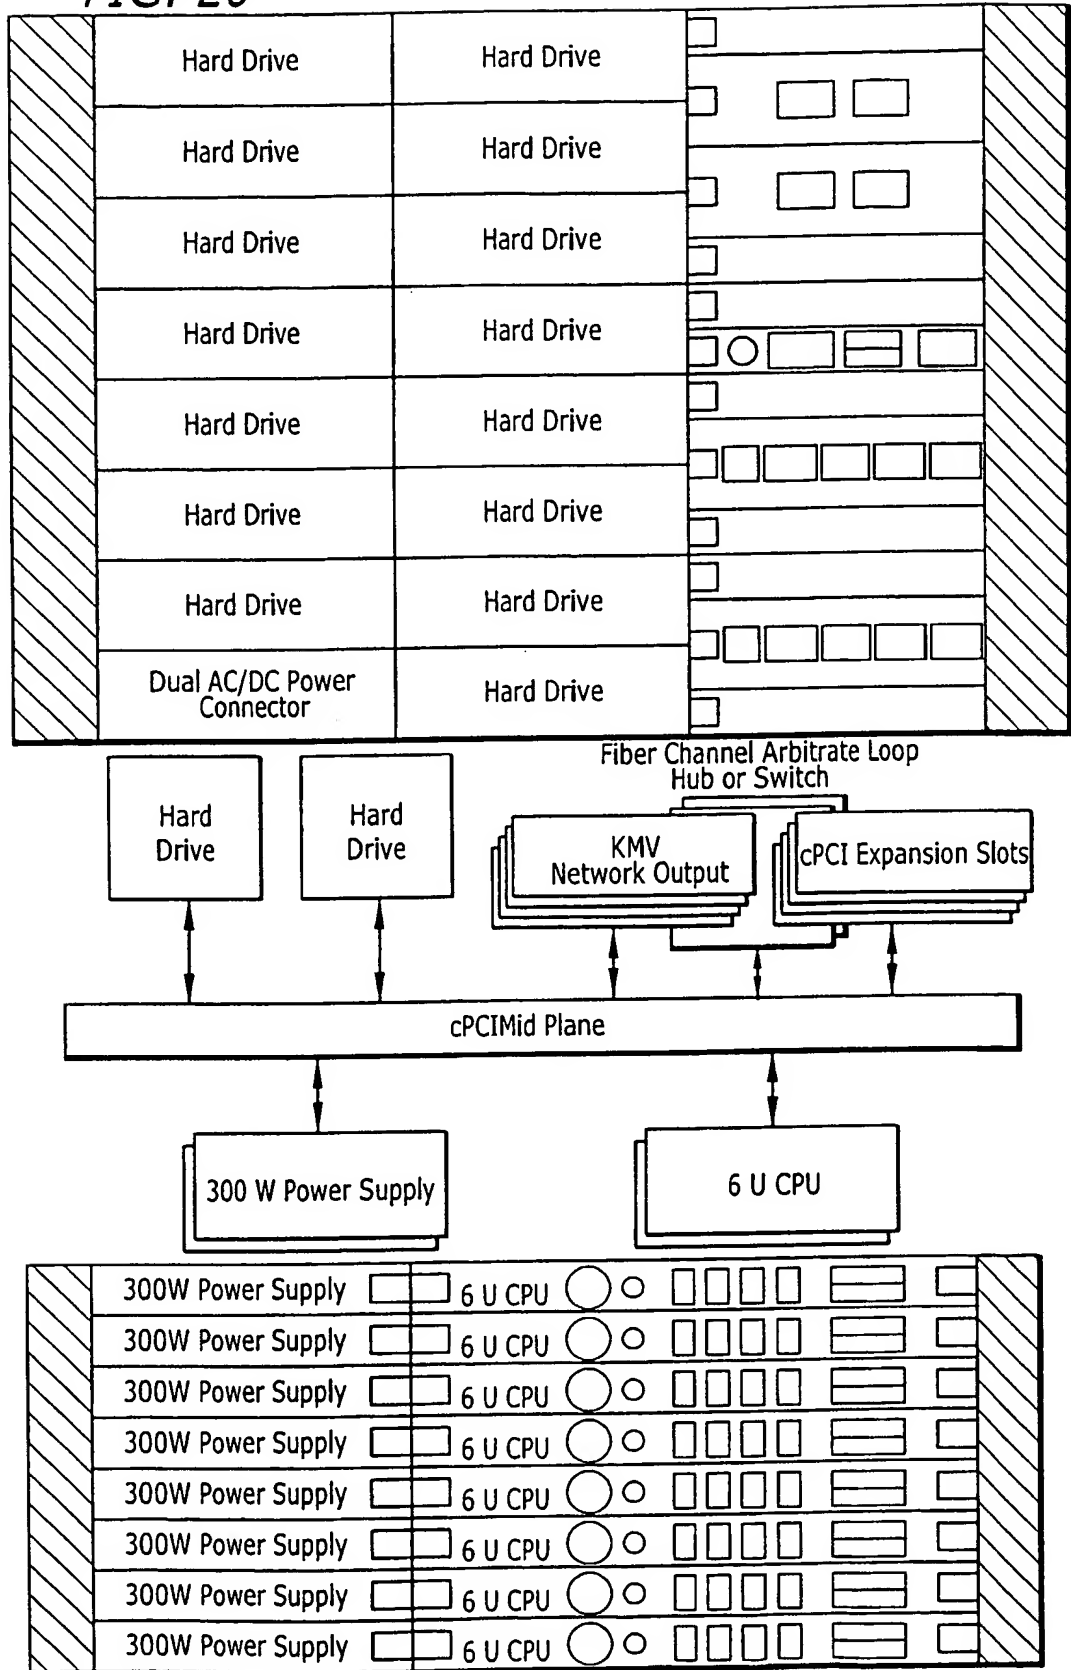 Hard Drive Hard Drive
Hard Drive Hard Drive
Hard Drive Hard Drive
Hard Drive Hard Drive
Hard Drive Hard Drive
Hard Drive Hard Drive
Hard Drive Hard Drive
Dual AC/DC Power
Connector
Hard Drive
Fiber Channel Arbitrate Loop
Hub or Switch
Hard
Drive
Hard
Drive
KMV
Network Output
cPCI Expansion Slots
cPCIMid Plane
300 W Power Supply
6 U CPU
300W Power Supply 6 U CPU
300W Power Supply 6 U CPU
300W Power Supply 6 U CPU
300W Power Supply 6 U CPU
300W Power Supply 6 U CPU
300W Power Supply 6 U CPU
300W Power Supply 6 U CPU
300W Power Supply 6 U CPU